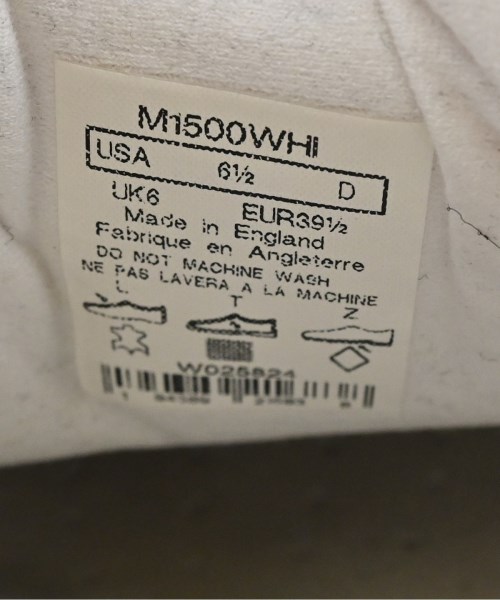 M1500WHI
USA 6½ D
UK6 EUR39½
Made in England
Fabrique en Angleterre
DO NOT MACHINE WASH
NE PAS LAVERA A LA MACHINE
L T Z
W025824